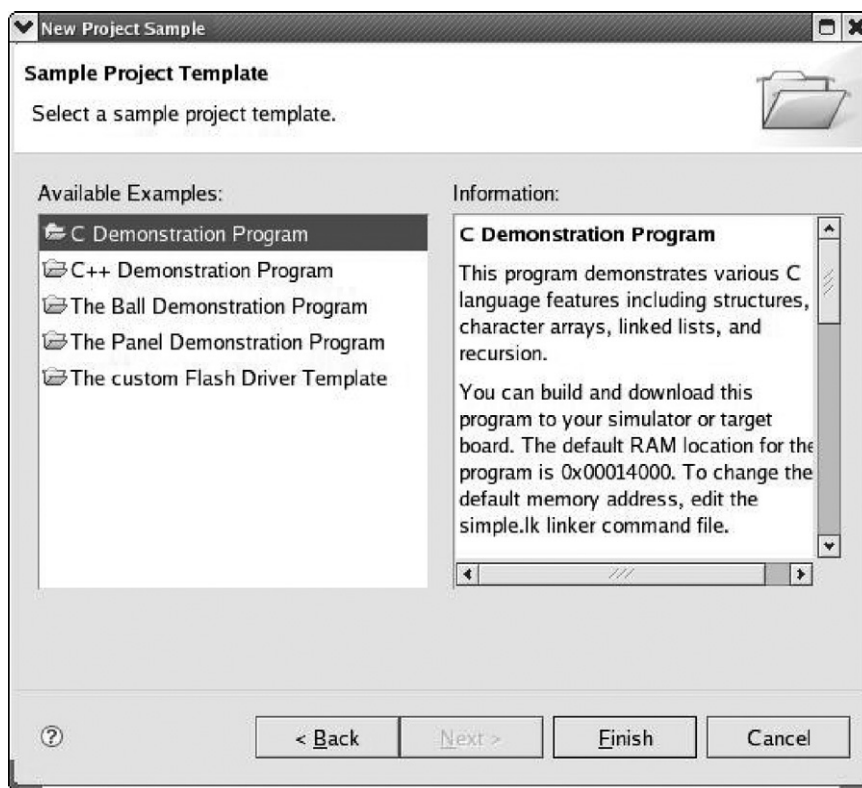 New Project Sample
Sample Project Template
Select a sample project template.
Available Examples:
C Demonstration Program
C++ Demonstration Program
The Ball Demonstration Program
The Panel Demonstration Program
The custom Flash Driver Template
Information:
C Demonstration Program
This program demonstrates various C
language features including structures,
character arrays, linked lists, and
recursion.
You can build and download this
program to your simulator or target
board. The default RAM location for the
program is 0x00014000. To change the
default memory address, edit the
simple.lk linker command file.
?
< Back
Next >
Finish
Cancel